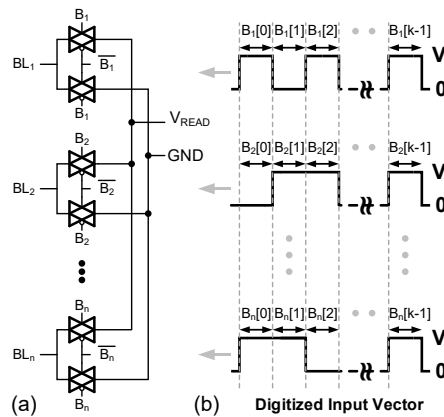 B1
BL1
B1
B1
VREAD
GND
B2
BL2
B2
B2
Bn
BLn
Bn
Bn
(a)
B1[0] B1[1] B1[2] B1[k-1]
V
0
B2[0] B2[1] B2[2] B2[k-1]
V
0
Bn[0] Bn[1] Bn[2] Bn[k-1]
V
0
(b) Digitized Input Vector